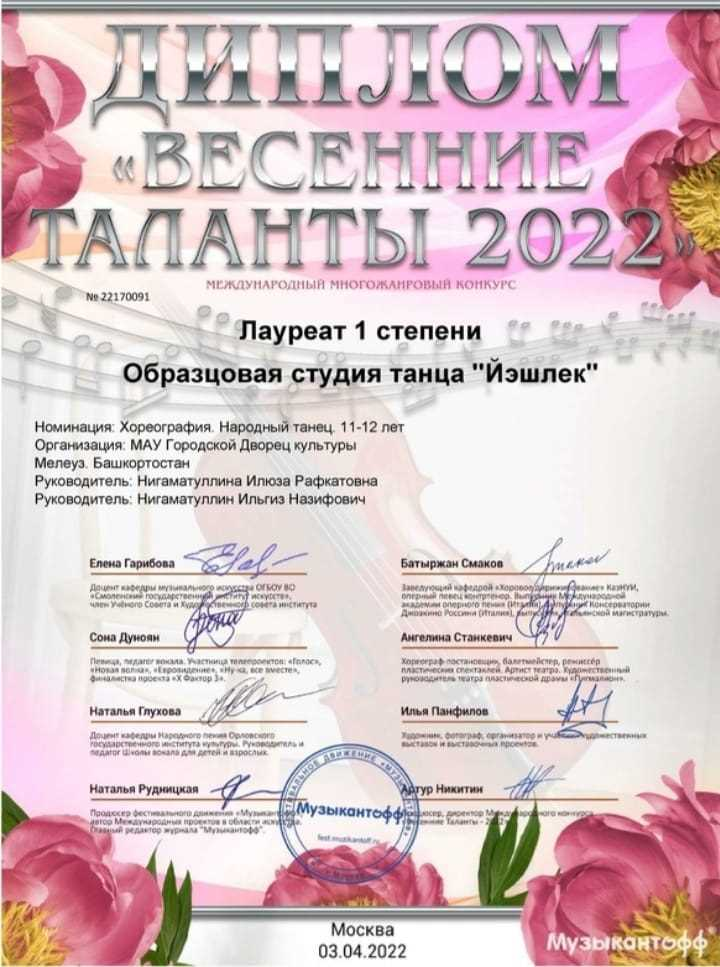 ДИПЛОМ
«ВЕСЕННИЕ
ТАЛАНТЫ 2022»
МЕЖДУНАРОДНЫЙ МНОГОЖАНРОВЫЙ КОНКУРС
№ 22170091
Лауреат 1 степени
Образцовая студия танца "Йэшлек"
Номинация: Хореография. Народный танец. 11-12 лет
Организация: МАУ Городской Дворец культуры
Мелеуз. Башкортостан
Руководитель: Нигаматуллина Илюза Рафкатовна
Руководитель: Нигаматуллин Ильгиз Назифович
Елена Гарибова
Доцент кафедры музыкального искусства ОГБОУ ВО
«Смоленский государственный институт искусств»,
член Учёного Совета и Художественного совета института
Батыржан Смаков
Заведующий кафедрой «Хоровое дирижирование» КазНУИ,
оперный певец контртенор. Выпускник Международной
академии оперного пения (Италия), выпускник Консерватории
Джоакино Россини (Италия), выпускник Итальянской магистратуры.
Сона Дуноян
Певица, педагог вокала. Участница телепроектов: «Голос»,
«Новая волна», «Евровидение», «Ну-ка, все вместе»,
финалистка проекта «Х Фактор 3».
Ангелина Станкевич
Хореограф-постановщик, балетмейстер, режиссёр
пластических спектаклей. Артист театра. Художественный
руководитель театра пластической драмы «Пигмалион».
Наталья Глухова
Доцент кафедры Народного пения Орловского
государственного института культуры. Руководитель и
педагог Школы вокала для детей и взрослых.
Илья Панфилов
Художник, фотограф, организатор и участник художественных
выставок и выставочных проектов.
Наталья Рудницкая
Продюсер фестивального движения «Музыкантофф»,
автор Международных проектов в области искусства.
Главный редактор журнала "Музыкантофф".
Артур Никитин
Продюсер, директор Международного конкурса
«Весенние Таланты - 2022»
Музыкантофф
fest.muzikantoff.ru
Москва
03.04.2022
Музыкантофф